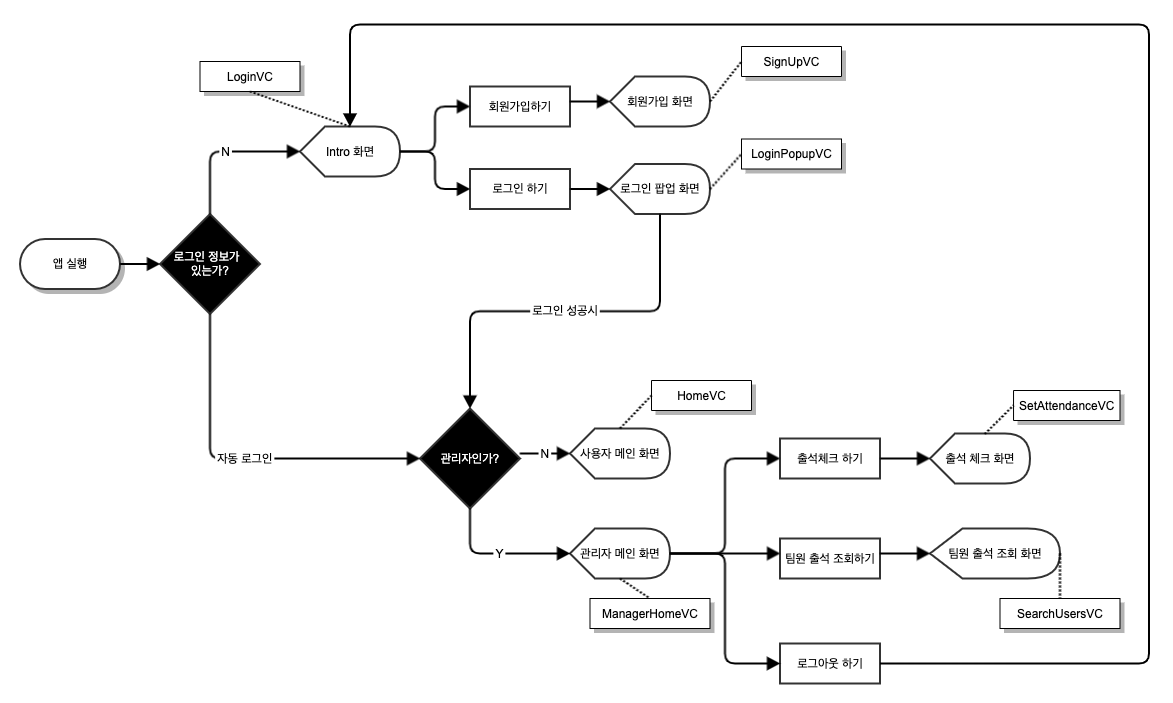 SignUpVC
LoginVC
회원가입하기
회원가입 화면
N
Intro 화면
LoginPopupVC
로그인 하기
로그인 팝업 화면
앱 실행
로그인 정보가
있는가?
로그인 성공시
HomeVC
SetAttendanceVC
자동 로그인
관리자인가?
N
사용자 메인 화면
출석체크 하기
출석 체크 화면
Y
관리자 메인 화면
팀원 출석 조회하기
팀원 출석 조회 화면
ManagerHomeVC
SearchUsersVC
로그아웃 하기